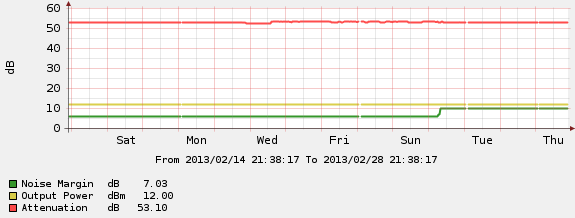 60
50
40
30
20
10
0
dB
Sat Mon Wed Fri Sun Tue Thu
From 2013/02/14 21:38:17 To 2013/02/28 21:38:17
Noise Margin dB 7.03
Output Power dBm 12.00
Attenuation dB 53.10